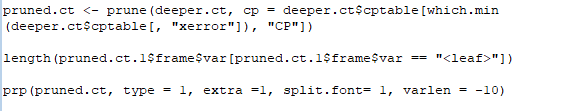 pruned.ct <- prune(deeper.ct, cp = deeper.ct$cptable[which.min
(deeper.ct$cptable[, "xerror"]), "CP"])
length(pruned.ct.1$frame$var[pruned.ct.1$frame$var == "<leaf>"])
prp(pruned.ct, type = 1, extra =1, split.font= 1, varlen = -10)